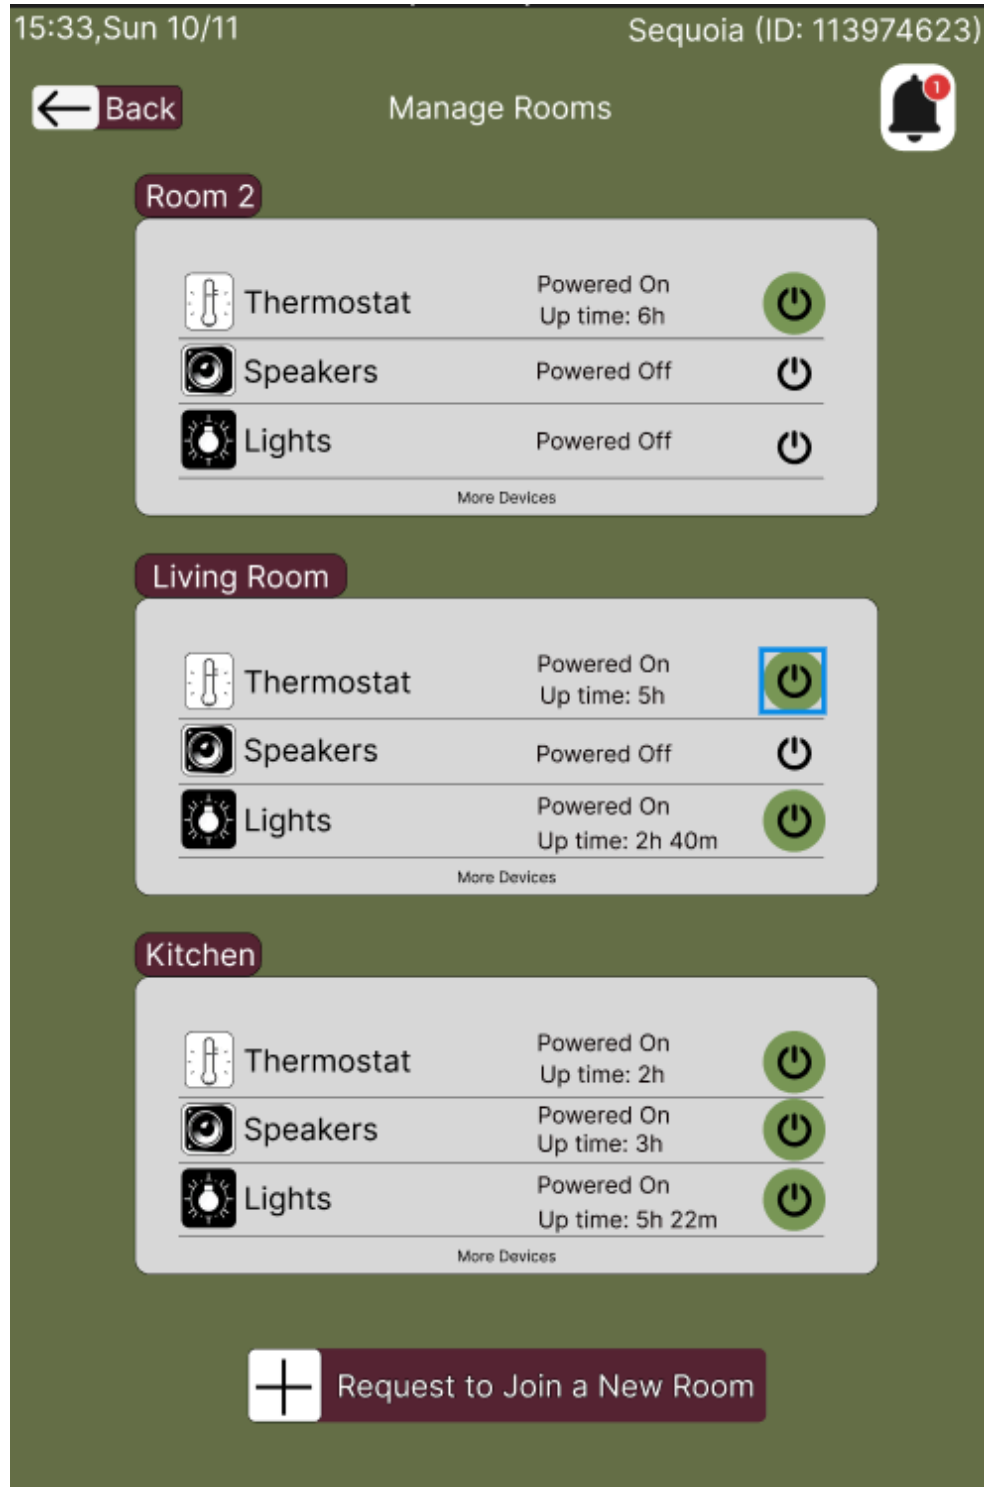 15:33,Sun 10/11 Sequoia (ID: 113974623)
Back Manage Rooms 1
Room 2
Thermostat Powered On
Up time: 6h
Speakers Powered Off
Lights Powered Off
More Devices
Living Room
Thermostat Powered On
Up time: 5h
Speakers Powered Off
Lights Powered On
Up time: 2h 40m
More Devices
Kitchen
Thermostat Powered On
Up time: 2h
Speakers Powered On
Up time: 3h
Lights Powered On
Up time: 5h 22m
More Devices
Request to Join a New Room